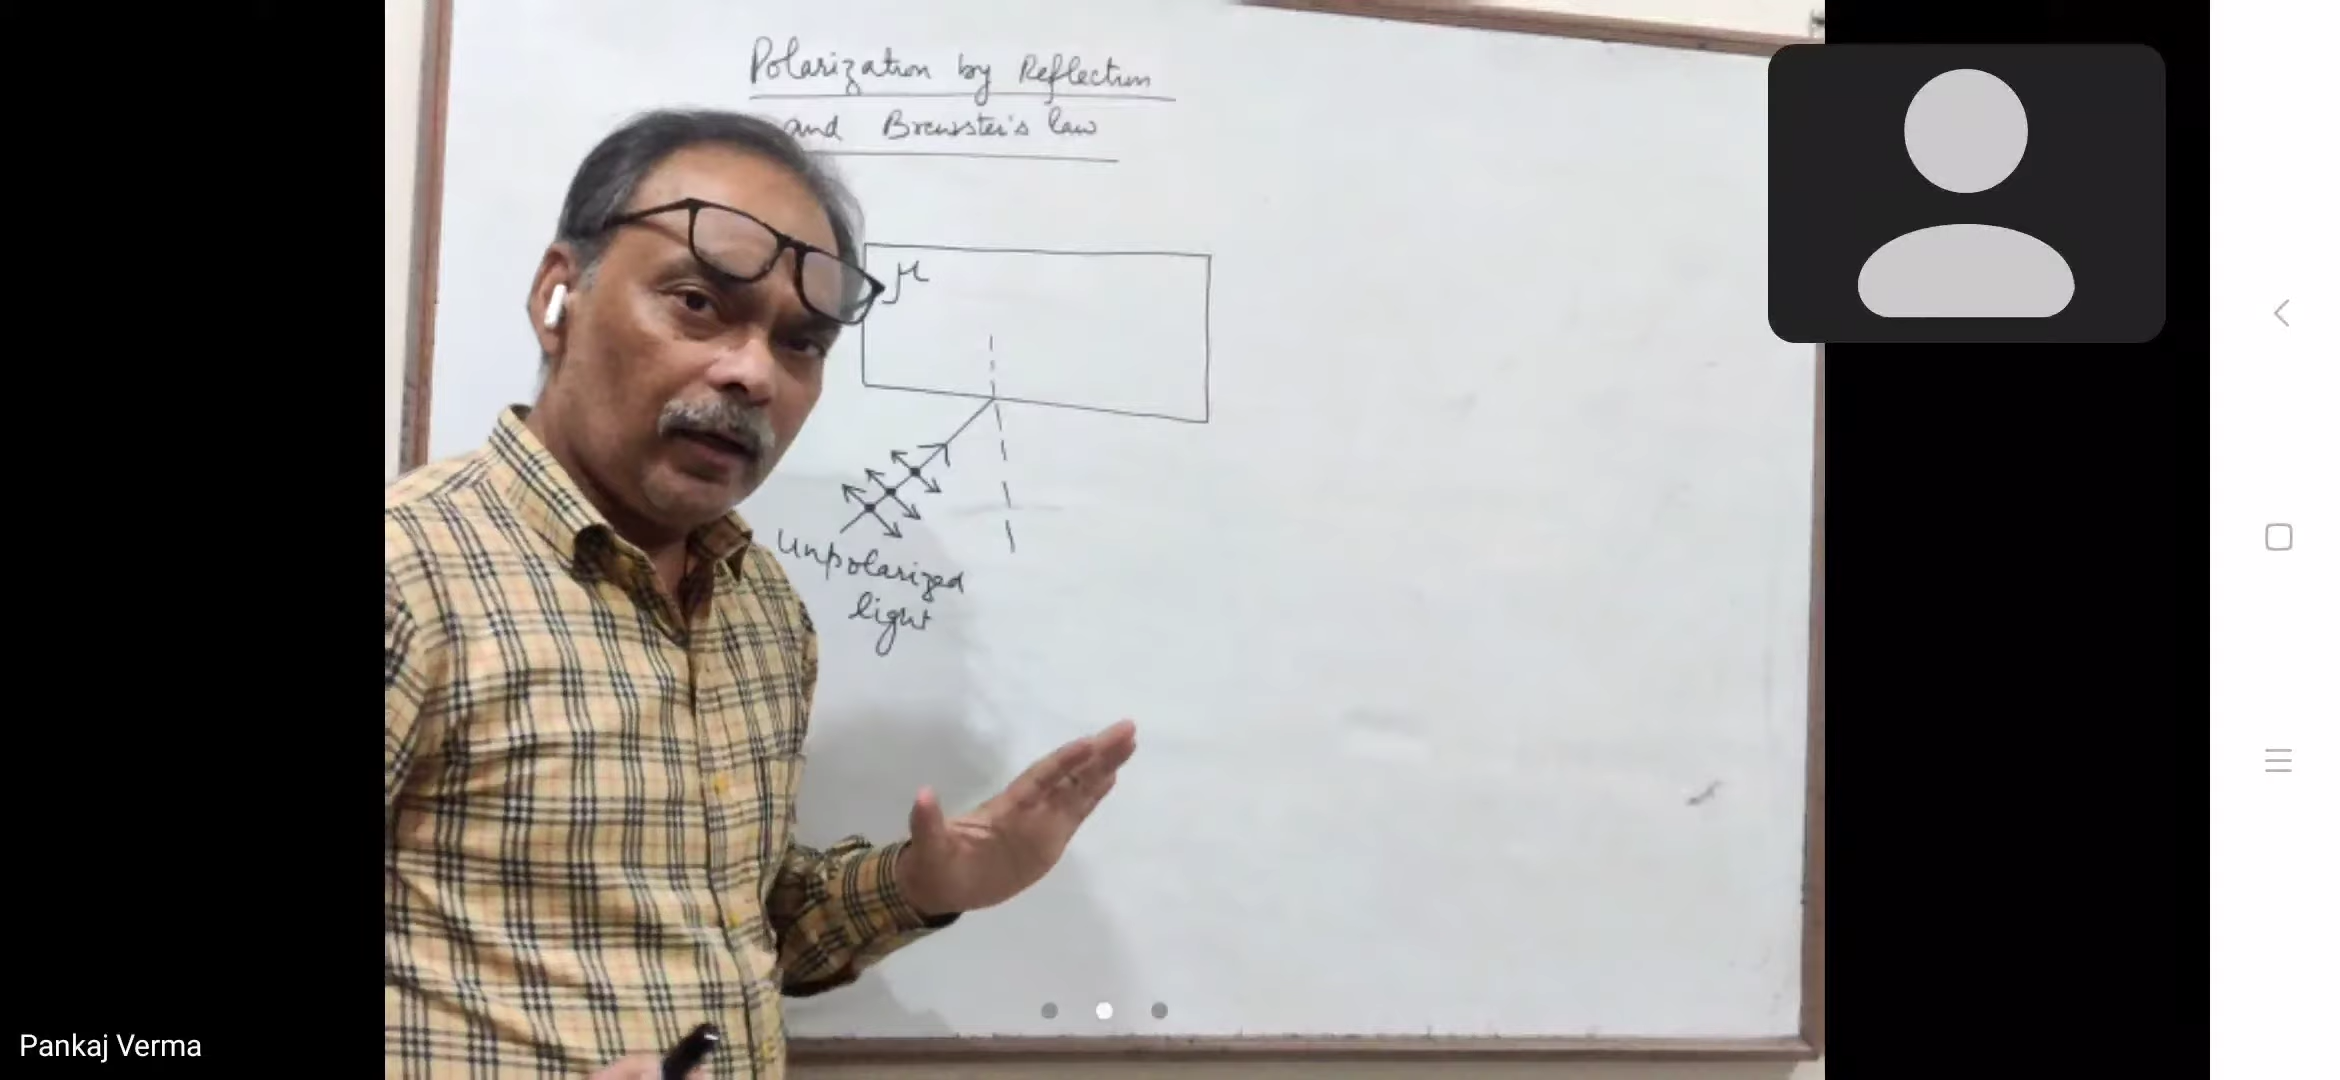 Polarization by Reflection
and Brewster's law
μ
Unpolarized
light
Pankaj Verma